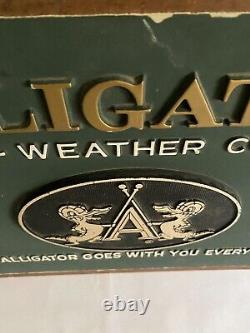 LIGAT
- WEATHER C
A
ALLIGATOR GOES WITH YOU EVERY
ebay